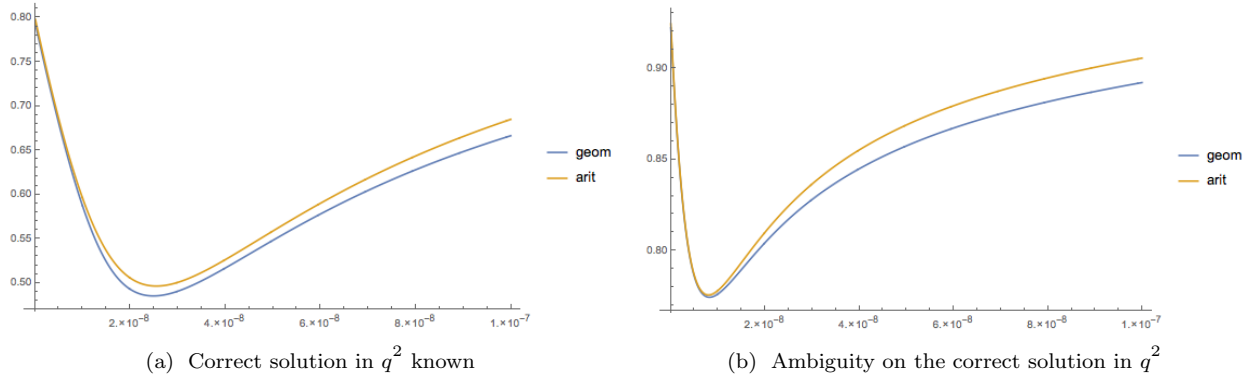 0.80
0.75
0.70
0.65
0.60
0.55
0.50
2.×10⁻⁸ 4.×10⁻⁸ 6.×10⁻⁸ 8.×10⁻⁸ 1.×10⁻⁷
geom
arit
(a) Correct solution in q² known
0.90
0.85
0.80
2.×10⁻⁸ 4.×10⁻⁸ 6.×10⁻⁸ 8.×10⁻⁸ 1.×10⁻⁷
geom
arit
(b) Ambiguity on the correct solution in q²